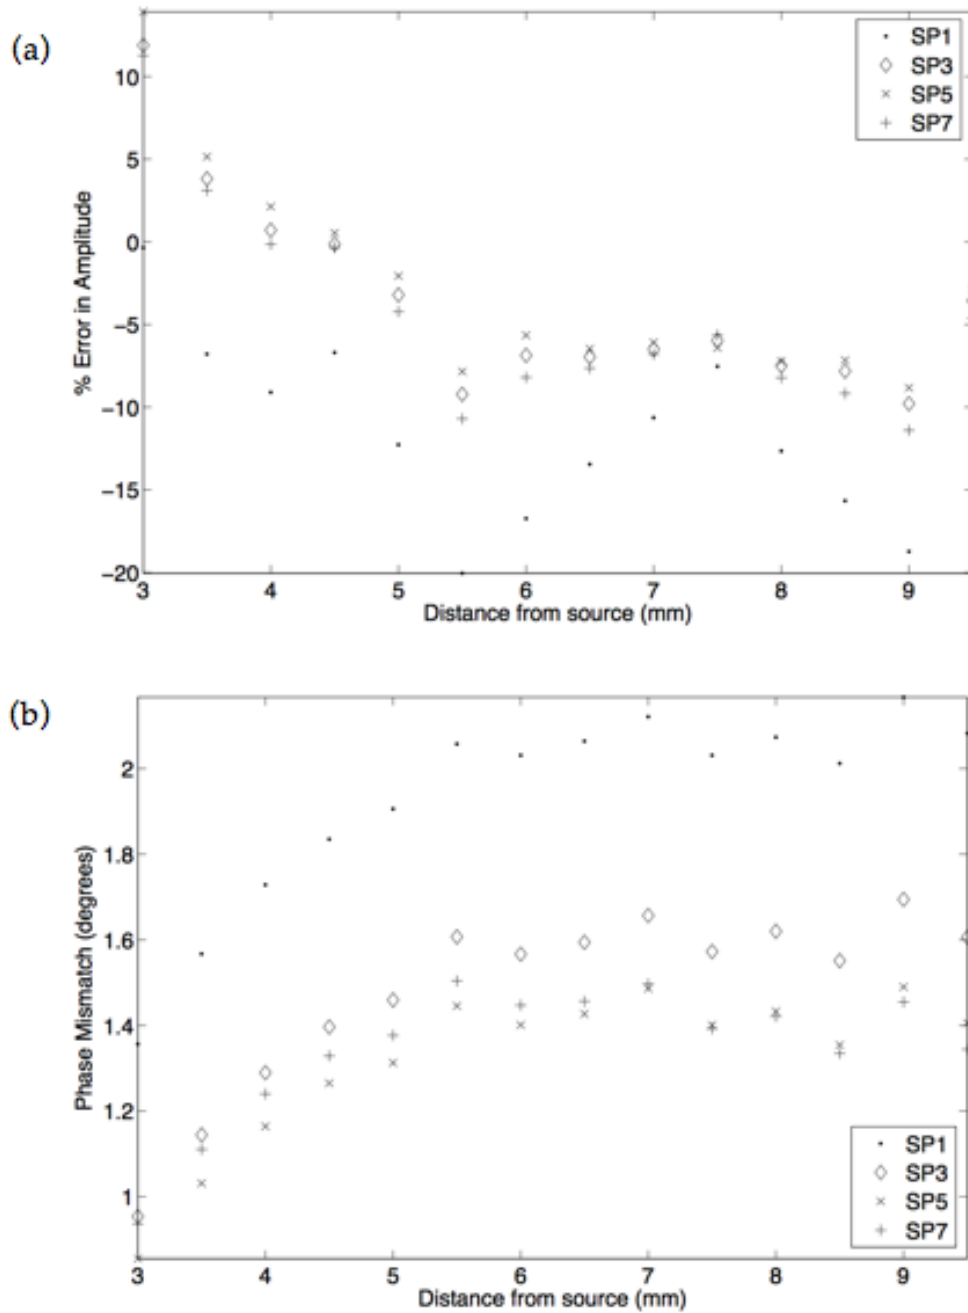 (a)
SP1
SP3
SP5
SP7
10
5
0
−5
−10
−15
−20
% Error in Amplitude
3 4 5 6 7 8 9
Distance from source (mm)
(b)
2
1.8
1.6
1.4
1.2
1
Phase Mismatch (degrees)
SP1
SP3
SP5
SP7
3 4 5 6 7 8 9
Distance from source (mm)